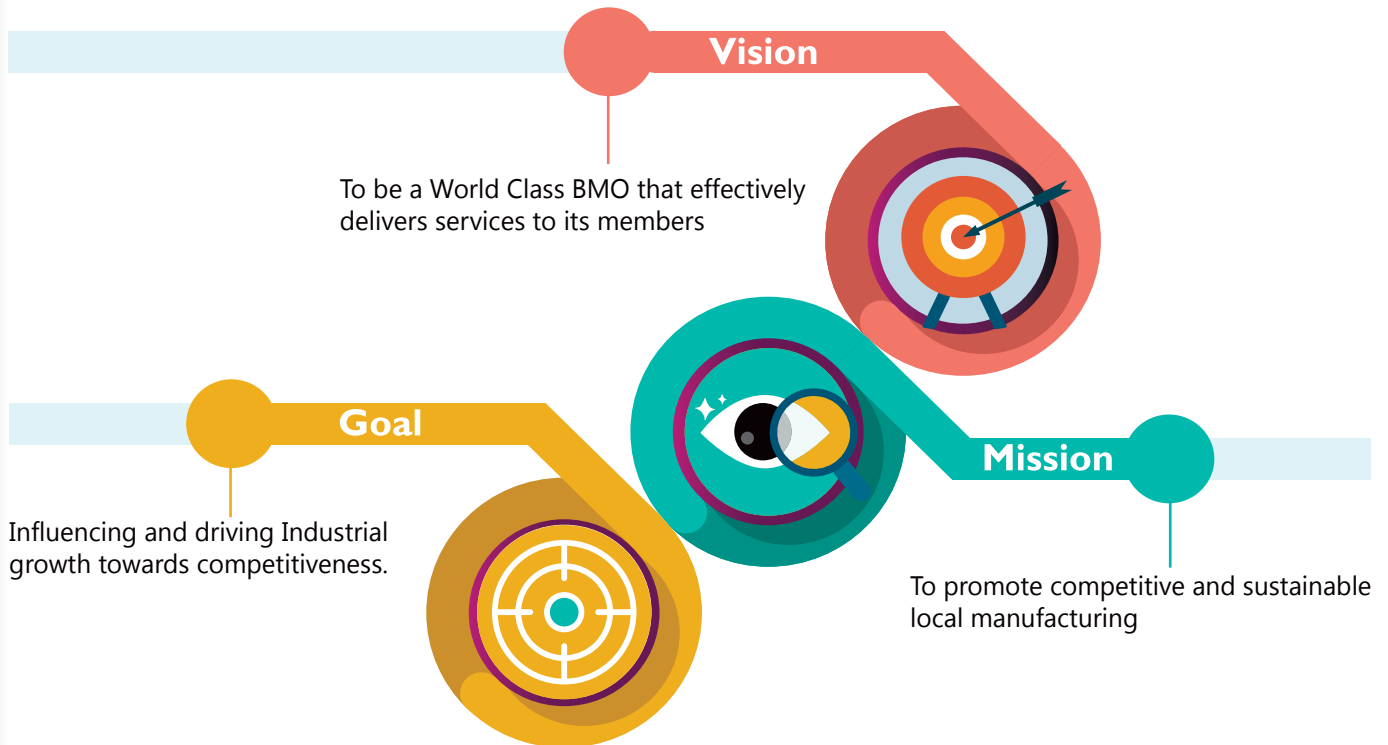 Vision
To be a World Class BMO that effectively
delivers services to its members
Goal
Influencing and driving Industrial
growth towards competitiveness.
Mission
To promote competitive and sustainable
local manufacturing